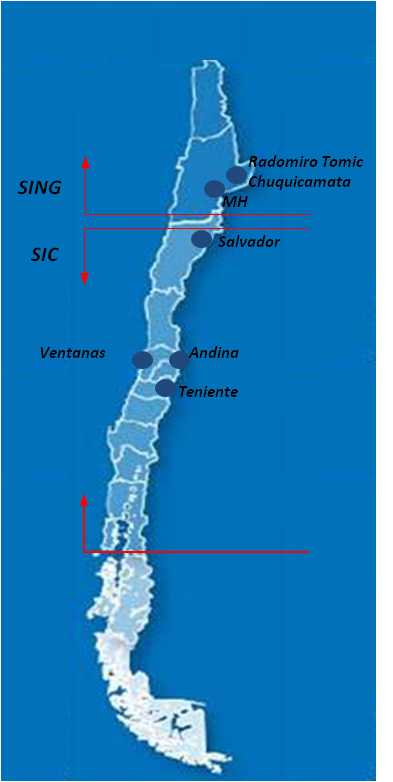 Radomiro Tomic
Chuquicamata
SING
MH
SIC
Salvador
Ventanas
Andina
Teniente